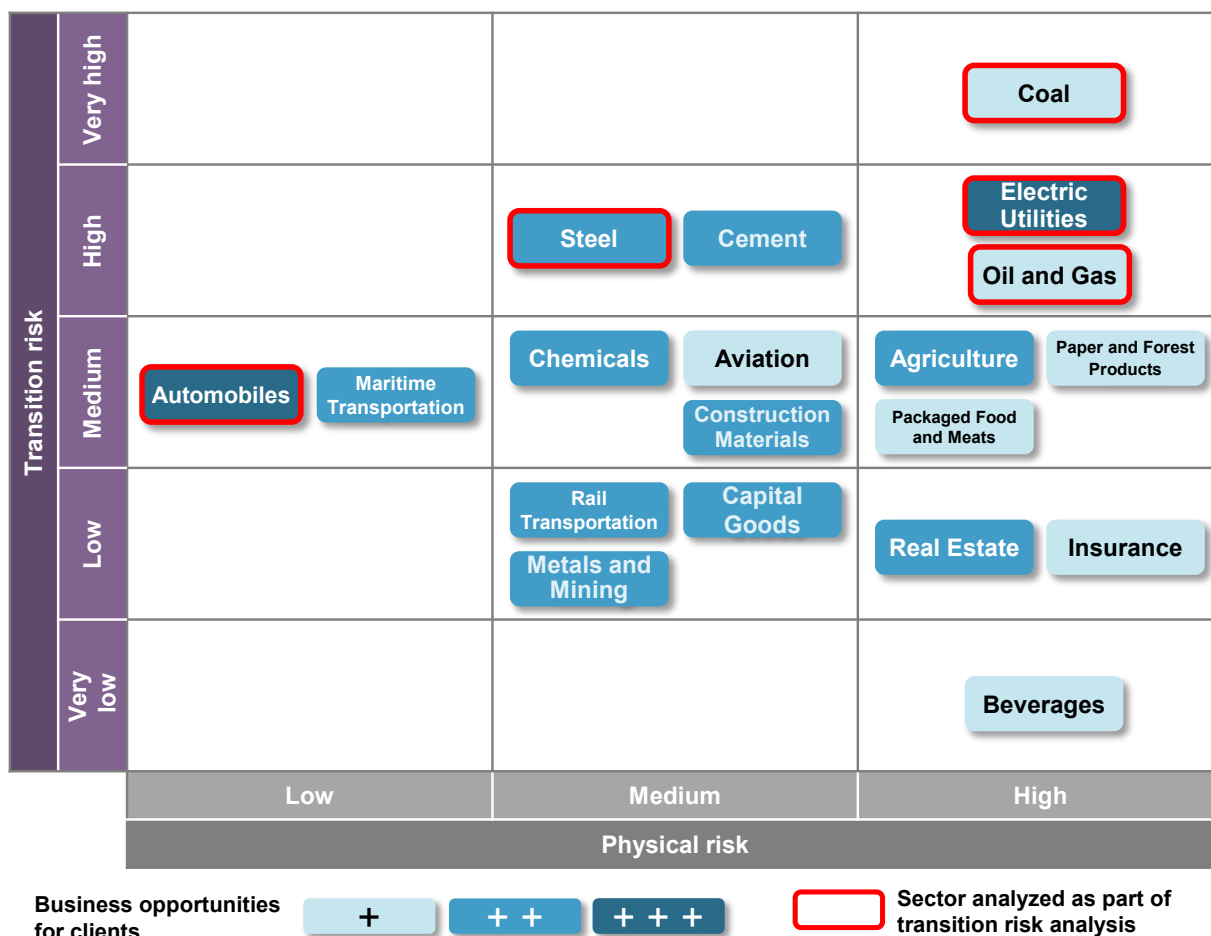 Transition risk
Very high
Coal
High
Steel
Cement
Electric
Utilities
Oil and Gas
Medium
Automobiles
Maritime
Transportation
Chemicals
Aviation
Construction
Materials
Agriculture
Paper and Forest
Products
Packaged Food
and Meats
Low
Rail
Transportation
Capital
Goods
Metals and
Mining
Real Estate
Insurance
Very
low
Beverages
Low
Medium
High
Physical risk
Business opportunities
for clients
+
+ +
+ + +
Sector analyzed as part of
transition risk analysis